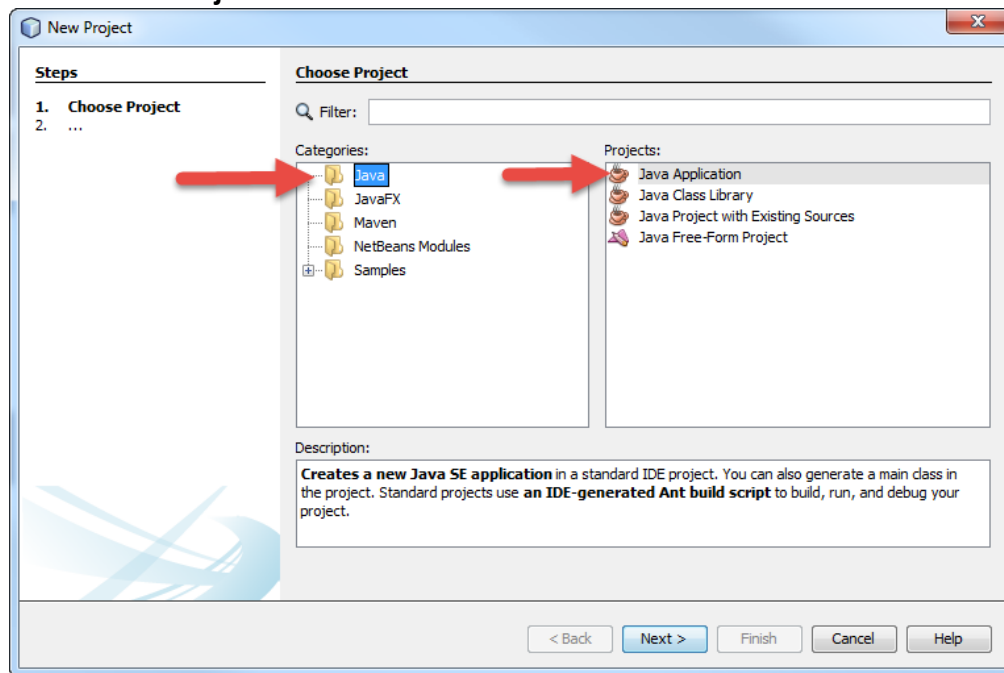 New Project
Steps
1. Choose Project
2. ...
Choose Project
Filter:
Categories:
Java
JavaFX
Maven
NetBeans Modules
Samples
Projects:
Java Application
Java Class Library
Java Project with Existing Sources
Java Free-Form Project
Description:
Creates a new Java SE application in a standard IDE project. You can also generate a main class in
the project. Standard projects use an IDE-generated Ant build script to build, run, and debug your
project.
< Back
Next >
Finish
Cancel
Help